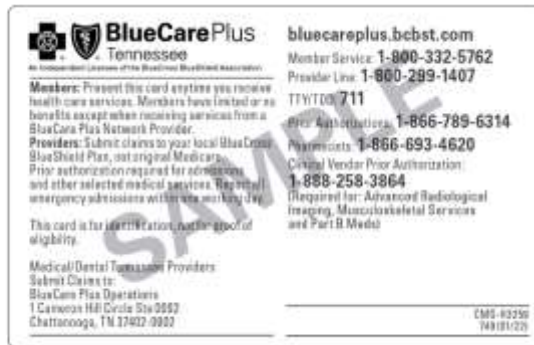 BlueCare Plus
Tennessee
An Independent Licensee of the BlueCross BlueShield Association
Members: Present this card anytime you receive
health care services. Members have limited or no
benefits except when receiving services from a
BlueCare Plus Network Provider.
Providers: Submit claims to your local BlueCross
BlueShield Plan, not original Medicare.
Prior authorization required for admissions
and other selected medical services. Report all
emergency admissions within one working day.
This card is for identification, not for proof of
eligibility.
Medical/Dental Tennessee Providers
Submit Claims to:
BlueCare Plus Operations
1 Cameron Hill Circle Ste 0002
Chattanooga, TN 37402-0002
bluecareplus.bcbst.com
Member Service: 1-800-332-5762
Provider Line: 1-800-299-1407
TTY/TDD: 711
Prior Authorizations: 1-866-789-6314
Pharmacists: 1-866-693-4620
Clinical Vendor Prior Authorization:
1-888-258-3864
(Required for: Advanced Radiological
Imaging, Musculoskeletal Services
and Part B Meds)
SAMPLE